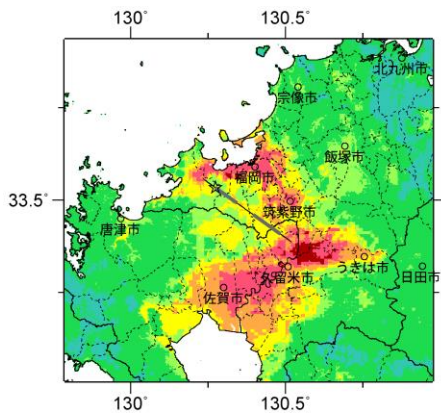 130˚ 130.5˚
北九州市
宗像市
飯塚市
福岡市
33.5˚
筑紫野市
唐津市
うきは市
久留米市
日田市
佐賀市
130˚ 130.5˚